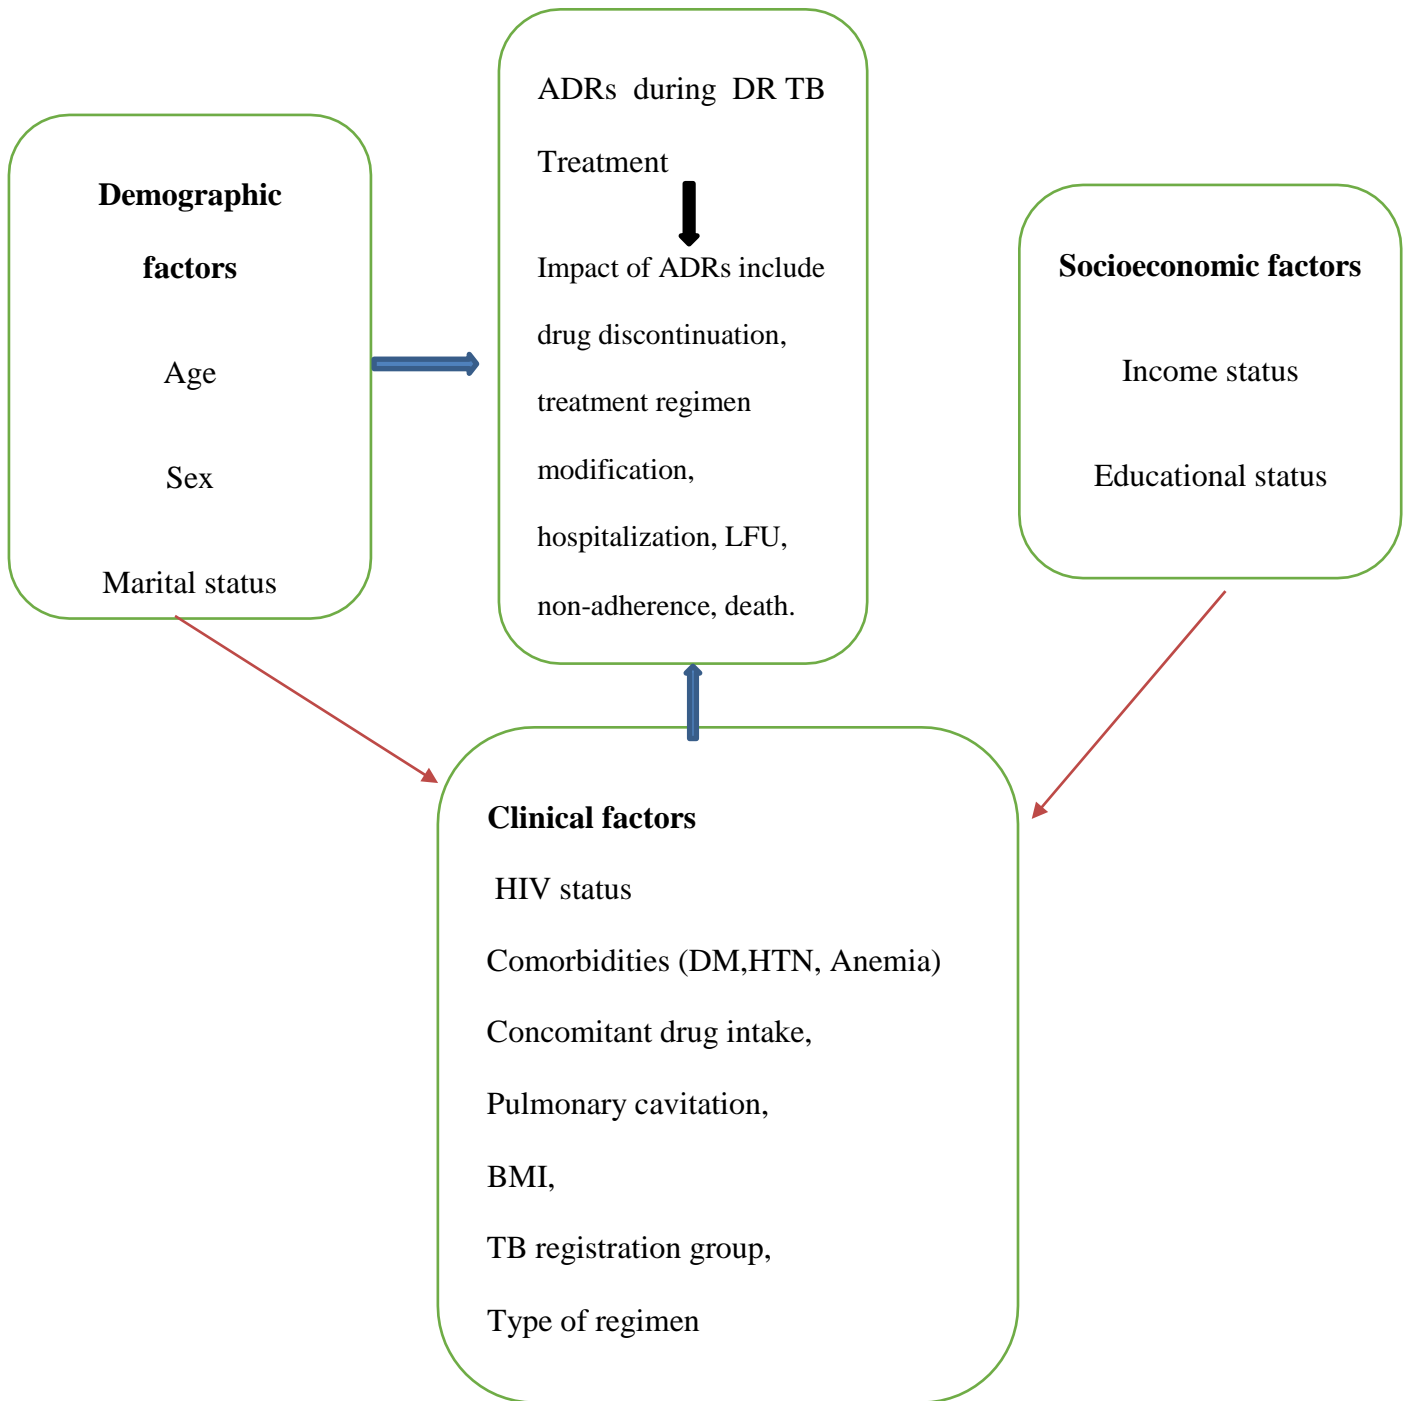 ADRs during DR TB
Treatment
Impact of ADRs include
drug discontinuation,
treatment regimen
modification,
hospitalization, LFU,
non-adherence, death.
Demographic
factors
Age
Sex
Marital status
Socioeconomic factors
Income status
Educational status
Clinical factors
HIV status
Comorbidities (DM,HTN, Anemia)
Concomitant drug intake,
Pulmonary cavitation,
BMI,
TB registration group,
Type of regimen